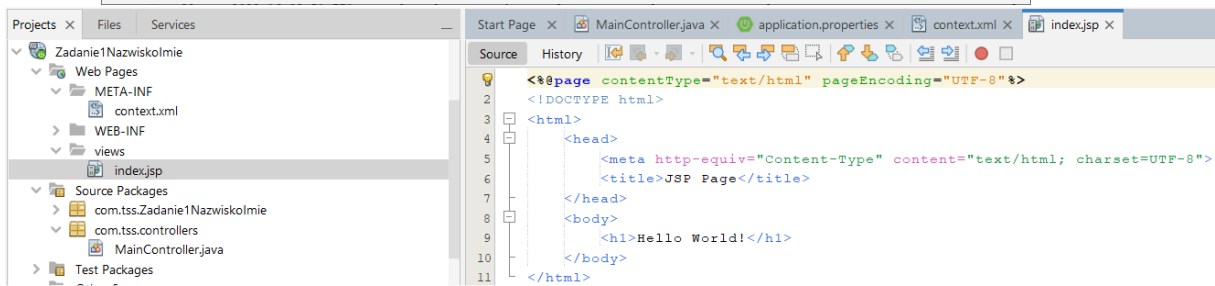 Projects × Files Services
Zadanie1NazwiskoImie
Web Pages
META-INF
context.xml
WEB-INF
views
index.jsp
Source Packages
com.tss.Zadanie1NazwiskoImie
com.tss.controllers
MainController.java
Test Packages
Start Page × MainController.java × application.properties × context.xml × index.jsp ×
Source History
<%@page contentType="text/html" pageEncoding="UTF-8"%>
2 <!DOCTYPE html>
3 <html>
4 <head>
5 <meta http-equiv="Content-Type" content="text/html; charset=UTF-8">
6 <title>JSP Page</title>
7 </head>
8 <body>
9 <h1>Hello World!</h1>
10 </body>
11 </html>